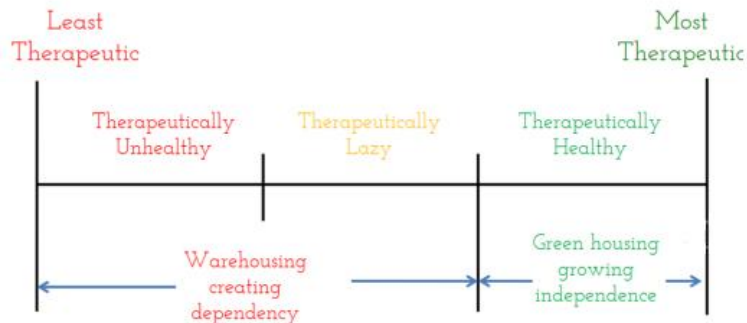 Least
Therapeutic
Most
Therapeutic
Therapeutically
Unhealthy
Therapeutically
Lazy
Therapeutically
Healthy
Warehousing
creating
dependency
Green housing
growing
independence